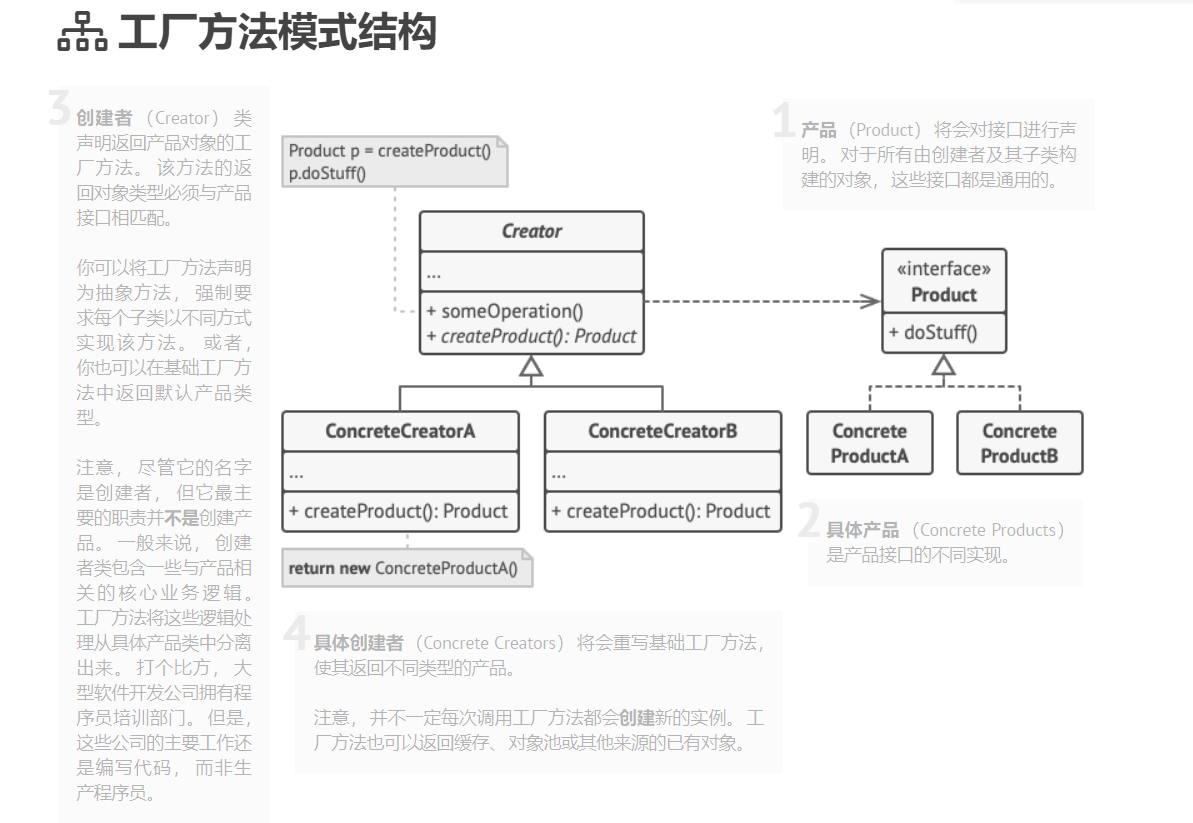 工厂方法模式结构
3
创建者 （Creator） 类
声明返回产品对象的工
厂方法。 该方法的返
回对象类型必须与产品
接口相匹配。
你可以将工厂方法声明
为抽象方法， 强制要
求每个子类以不同方式
实现该方法。 或者，
你也可以在基础工厂方
法中返回默认产品类
型。
注意， 尽管它的名字
是创建者， 但它最主
要的职责并不是创建产
品。 一般来说， 创建
者类包含一些与产品相
关的核心业务逻辑。
工厂方法将这些逻辑处
理从具体产品类中分离
出来。 打个比方， 大
型软件开发公司拥有程
序员培训部门。 但是，
这些公司的主要工作还
是编写代码， 而非生
产程序员。
Product p = createProduct()
p.doStuff()
Creator
...
+ someOperation()
+ createProduct(): Product
ConcreteCreatorA
...
+ createProduct(): Product
ConcreteCreatorB
...
+ createProduct(): Product
return new ConcreteProductA()
1
产品 （Product） 将会对接口进行声
明。 对于所有由创建者及其子类构
建的对象， 这些接口都是通用的。
«interface»
Product
+ doStuff()
Concrete
ProductA
Concrete
ProductB
2
具体产品 （Concrete Products）
是产品接口的不同实现。
4
具体创建者 （Concrete Creators） 将会重写基础工厂方法，
使其返回不同类型的产品。
注意， 并不一定每次调用工厂方法都会创建新的实例。 工
厂方法也可以返回缓存、 对象池或其他来源的已有对象。